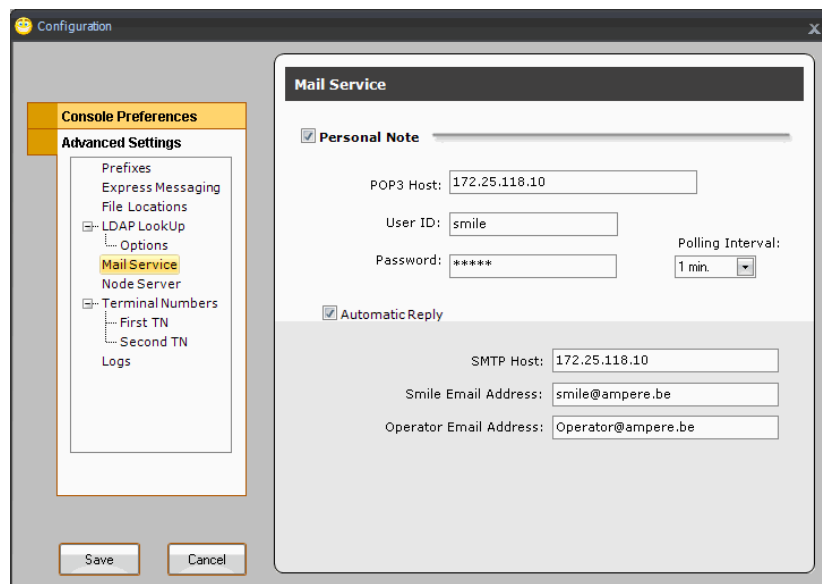 Configuration
x
Console Preferences
Advanced Settings
Prefixes
Express Messaging
File Locations
LDAP LookUp
Options
Mail Service
Node Server
Terminal Numbers
First TN
Second TN
Logs
Save
Cancel
Mail Service
Personal Note
POP3 Host: 172.25.118.10
User ID: smile
Polling Interval:
Password: *****
1 min.
Automatic Reply
SMTP Host: 172.25.118.10
Smile Email Address: smile@ampere.be
Operator Email Address: Operator@ampere.be